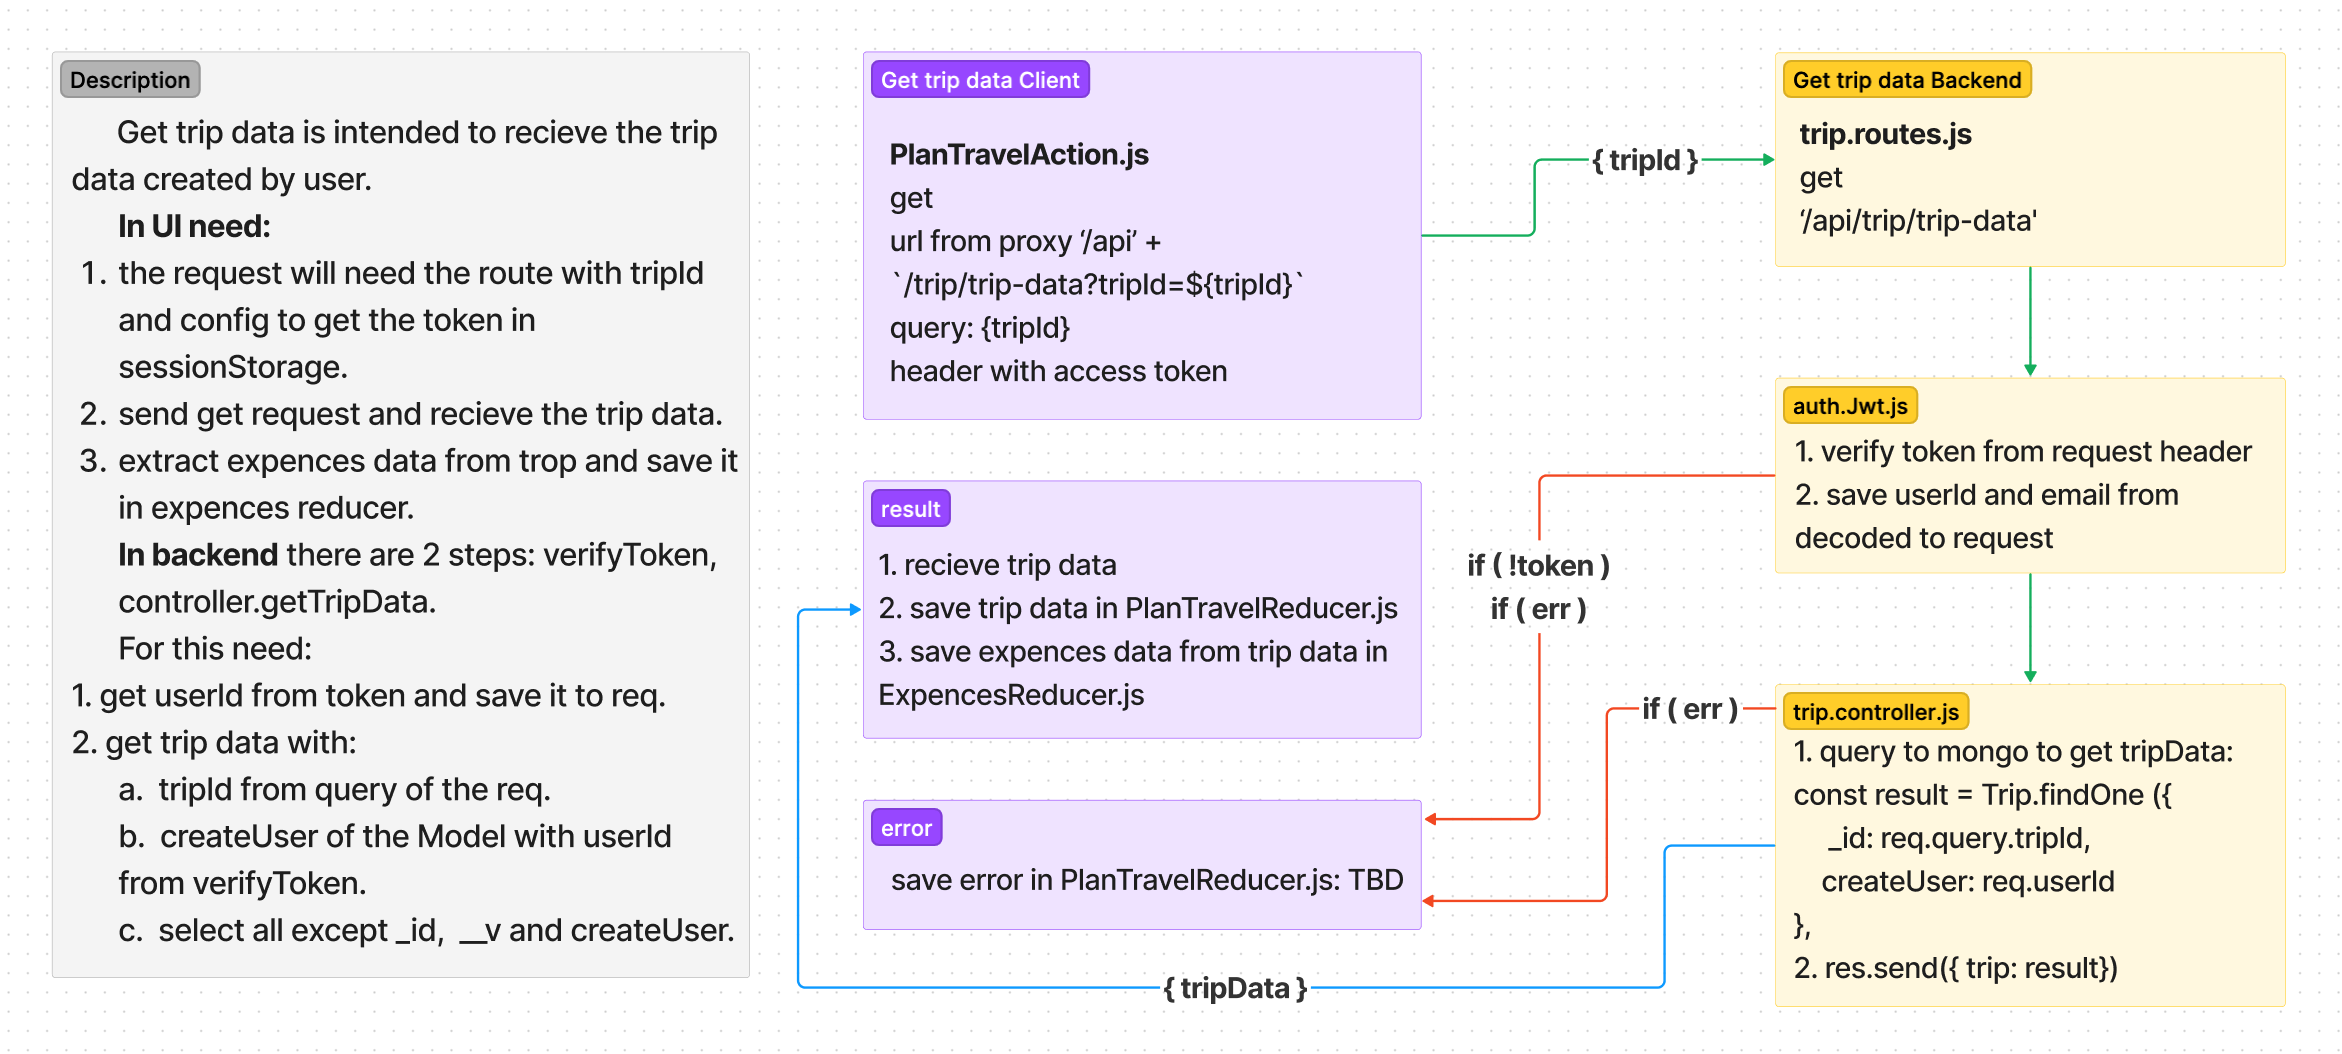 Description
Get trip data is intended to recieve the trip
data created by user.
In UI need:
1. the request will need the route with tripId
and config to get the token in
sessionStorage.
2. send get request and recieve the trip data.
3. extract expences data from trop and save it
in expences reducer.
In backend there are 2 steps: verifyToken,
controller.getTripData.
For this need:
1. get userId from token and save it to req.
2. get trip data with:
a. tripId from query of the req.
b. createUser of the Model with userId
from verifyToken.
c. select all except _id, __v and createUser.
Get trip data Client
PlanTravelAction.js
get
url from proxy ‘/api’ +
`/trip/trip-data?tripId=${tripId}`
query: {tripId}
header with access token
{ tripId }
Get trip data Backend
trip.routes.js
get
‘/api/trip/trip-data'
auth.Jwt.js
1. verify token from request header
2. save userId and email from
decoded to request
if ( !token )
if ( err )
result
1. recieve trip data
2. save trip data in PlanTravelReducer.js
3. save expences data from trip data in
ExpencesReducer.js
if ( err )
trip.controller.js
1. query to mongo to get tripData:
const result = Trip.findOne ({
_id: req.query.tripId,
createUser: req.userId
},
2. res.send({ trip: result})
error
save error in PlanTravelReducer.js: TBD
{ tripData }